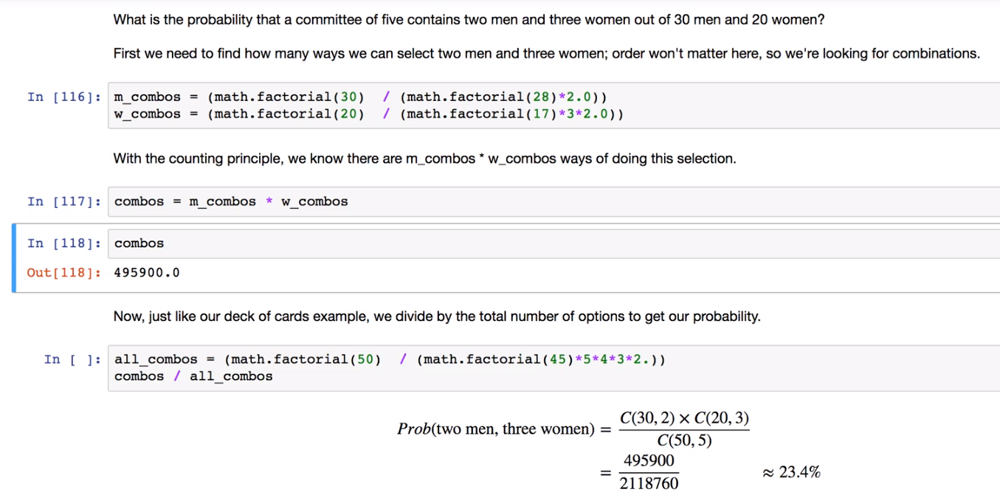 What is the probability that a committee of five contains two men and three women out of 30 men and 20 women?
First we need to find how many ways we can select two men and three women; order won't matter here, so we're looking for combinations.
In [116]: m_combos = (math.factorial(30) / (math.factorial(28)*2.0))
w_combos = (math.factorial(20) / (math.factorial(17)*3*2.0))
With the counting principle, we know there are m_combos * w_combos ways of doing this selection.
In [117]: combos = m_combos * w_combos
In [118]: combos
Out[118]: 495900.0
Now, just like our deck of cards example, we divide by the total number of options to get our probability.
In [ ]: all_combos = (math.factorial(50) / (math.factorial(45)*5*4*3*2.))
combos / all_combos
Prob(two men, three women) = C(30, 2) × C(20, 3)
C(50, 5)
= 495900
2118760 ≈ 23.4%